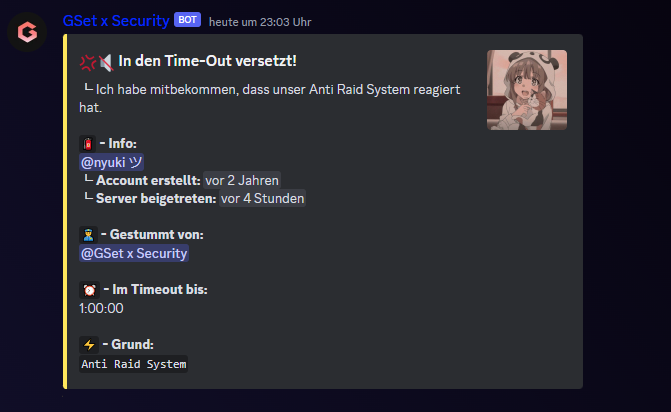 GSet x Security BOT heute um 23:03 Uhr
In den Time-Out versetzt!
└ Ich habe mitbekommen, dass unser Anti Raid System reagiert
hat.
- Info:
@nyuki ツ
└ Account erstellt: vor 2 Jahren
└ Server beigetreten: vor 4 Stunden
- Gestummt von:
@GSet x Security
- Im Timeout bis:
1:00:00
- Grund:
Anti Raid System